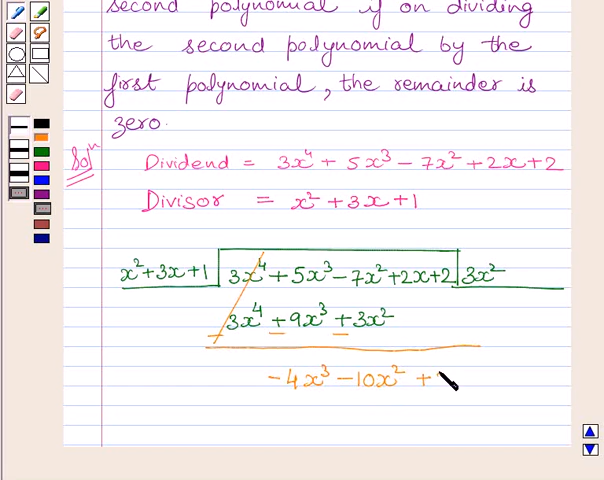 second polynomial if on dividing
the second polynomial by the
first polynomial, the remainder is
zero.
Solⁿ Dividend = 3x⁴ + 5x³ - 7x² + 2x + 2
Divisor = x² + 3x + 1
x² + 3x + 1 3x⁴ + 5x³ - 7x² + 2x + 2 3x²
3x⁴ + 9x³ + 3x²
- - -
-4x³ - 10x² +